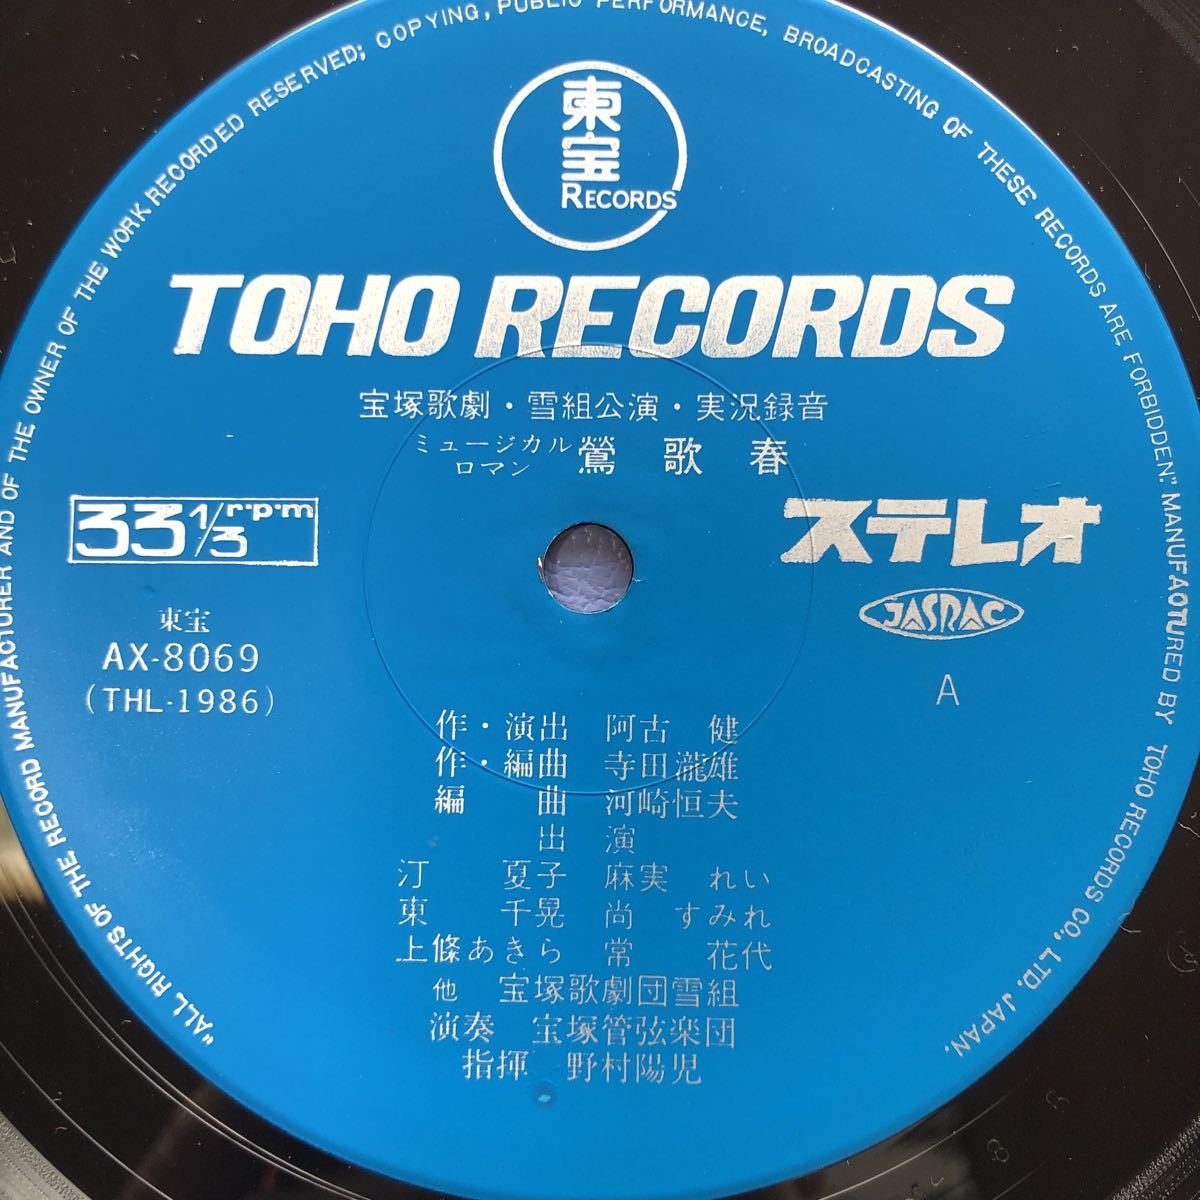 東宝
RECORDS
TOHO RECORDS
宝塚歌劇・雪組公演・実況録音
ミュージカル
ロマン 鶯歌春
33 1/3 r.p.m
ステレオ
JASRAC
東宝
AX-8069
(THL-1986)
A
作・演出 阿古 健
作・編曲 寺田瀧雄
編 曲 河崎恒夫
出 演
汀 夏子 麻実 れい
東 千晃 尚 すみれ
上條あきら 常 花代
他 宝塚歌劇団雪組
演奏 宝塚管弦楽団
指揮 野村陽児
"ALL RIGHTS OF THE RECORD MANUFACTURER AND OF THE OWNER OF THE WORK RECORDED RESERVED; COPYING, PUBLIC PERFORMANCE, BROADCASTING OF THESE RECORDS ARE FORBIDDEN." MANUFACTURED BY TOHO RECORDS CO., LTD. JAPAN.